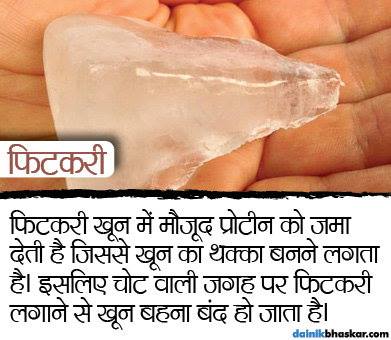 फिटकरी
फिटकरी खून में मौजूद प्रोटीन को जमा
देती है जिससे खून का थक्का बनने लगता
है। इसलिए चोट वाली जगह पर फिटकरी
लगाने से खून बहना बंद हो जाता है।
dainikbhaskar.com